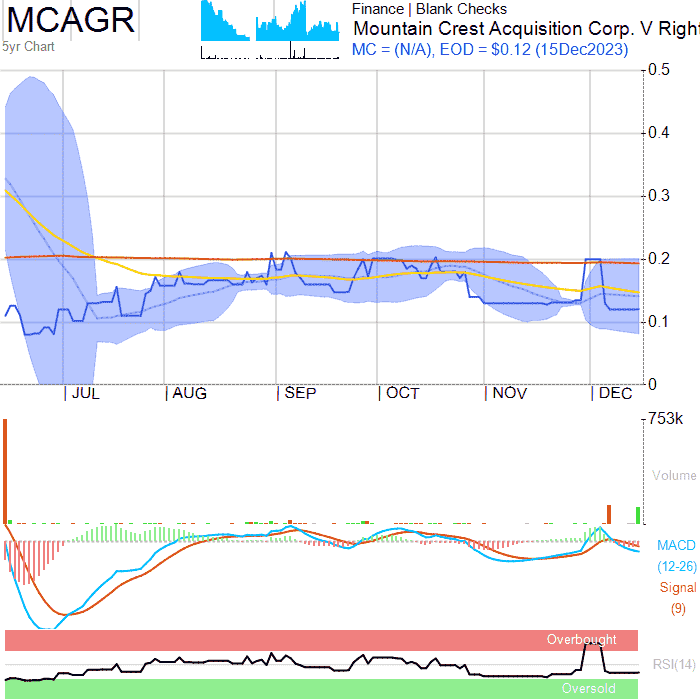 MCAGR
5yr Chart
Finance | Blank Checks
Mountain Crest Acquisition Corp. V Right
MC = (N/A), EOD = $0.12 (15Dec2023)
0.5
0.4
0.3
0.2
0.1
0
JUL AUG SEP OCT NOV DEC
753k
Volume
MACD
(12-26)
Signal
(9)
Overbought
RSI(14)
Oversold